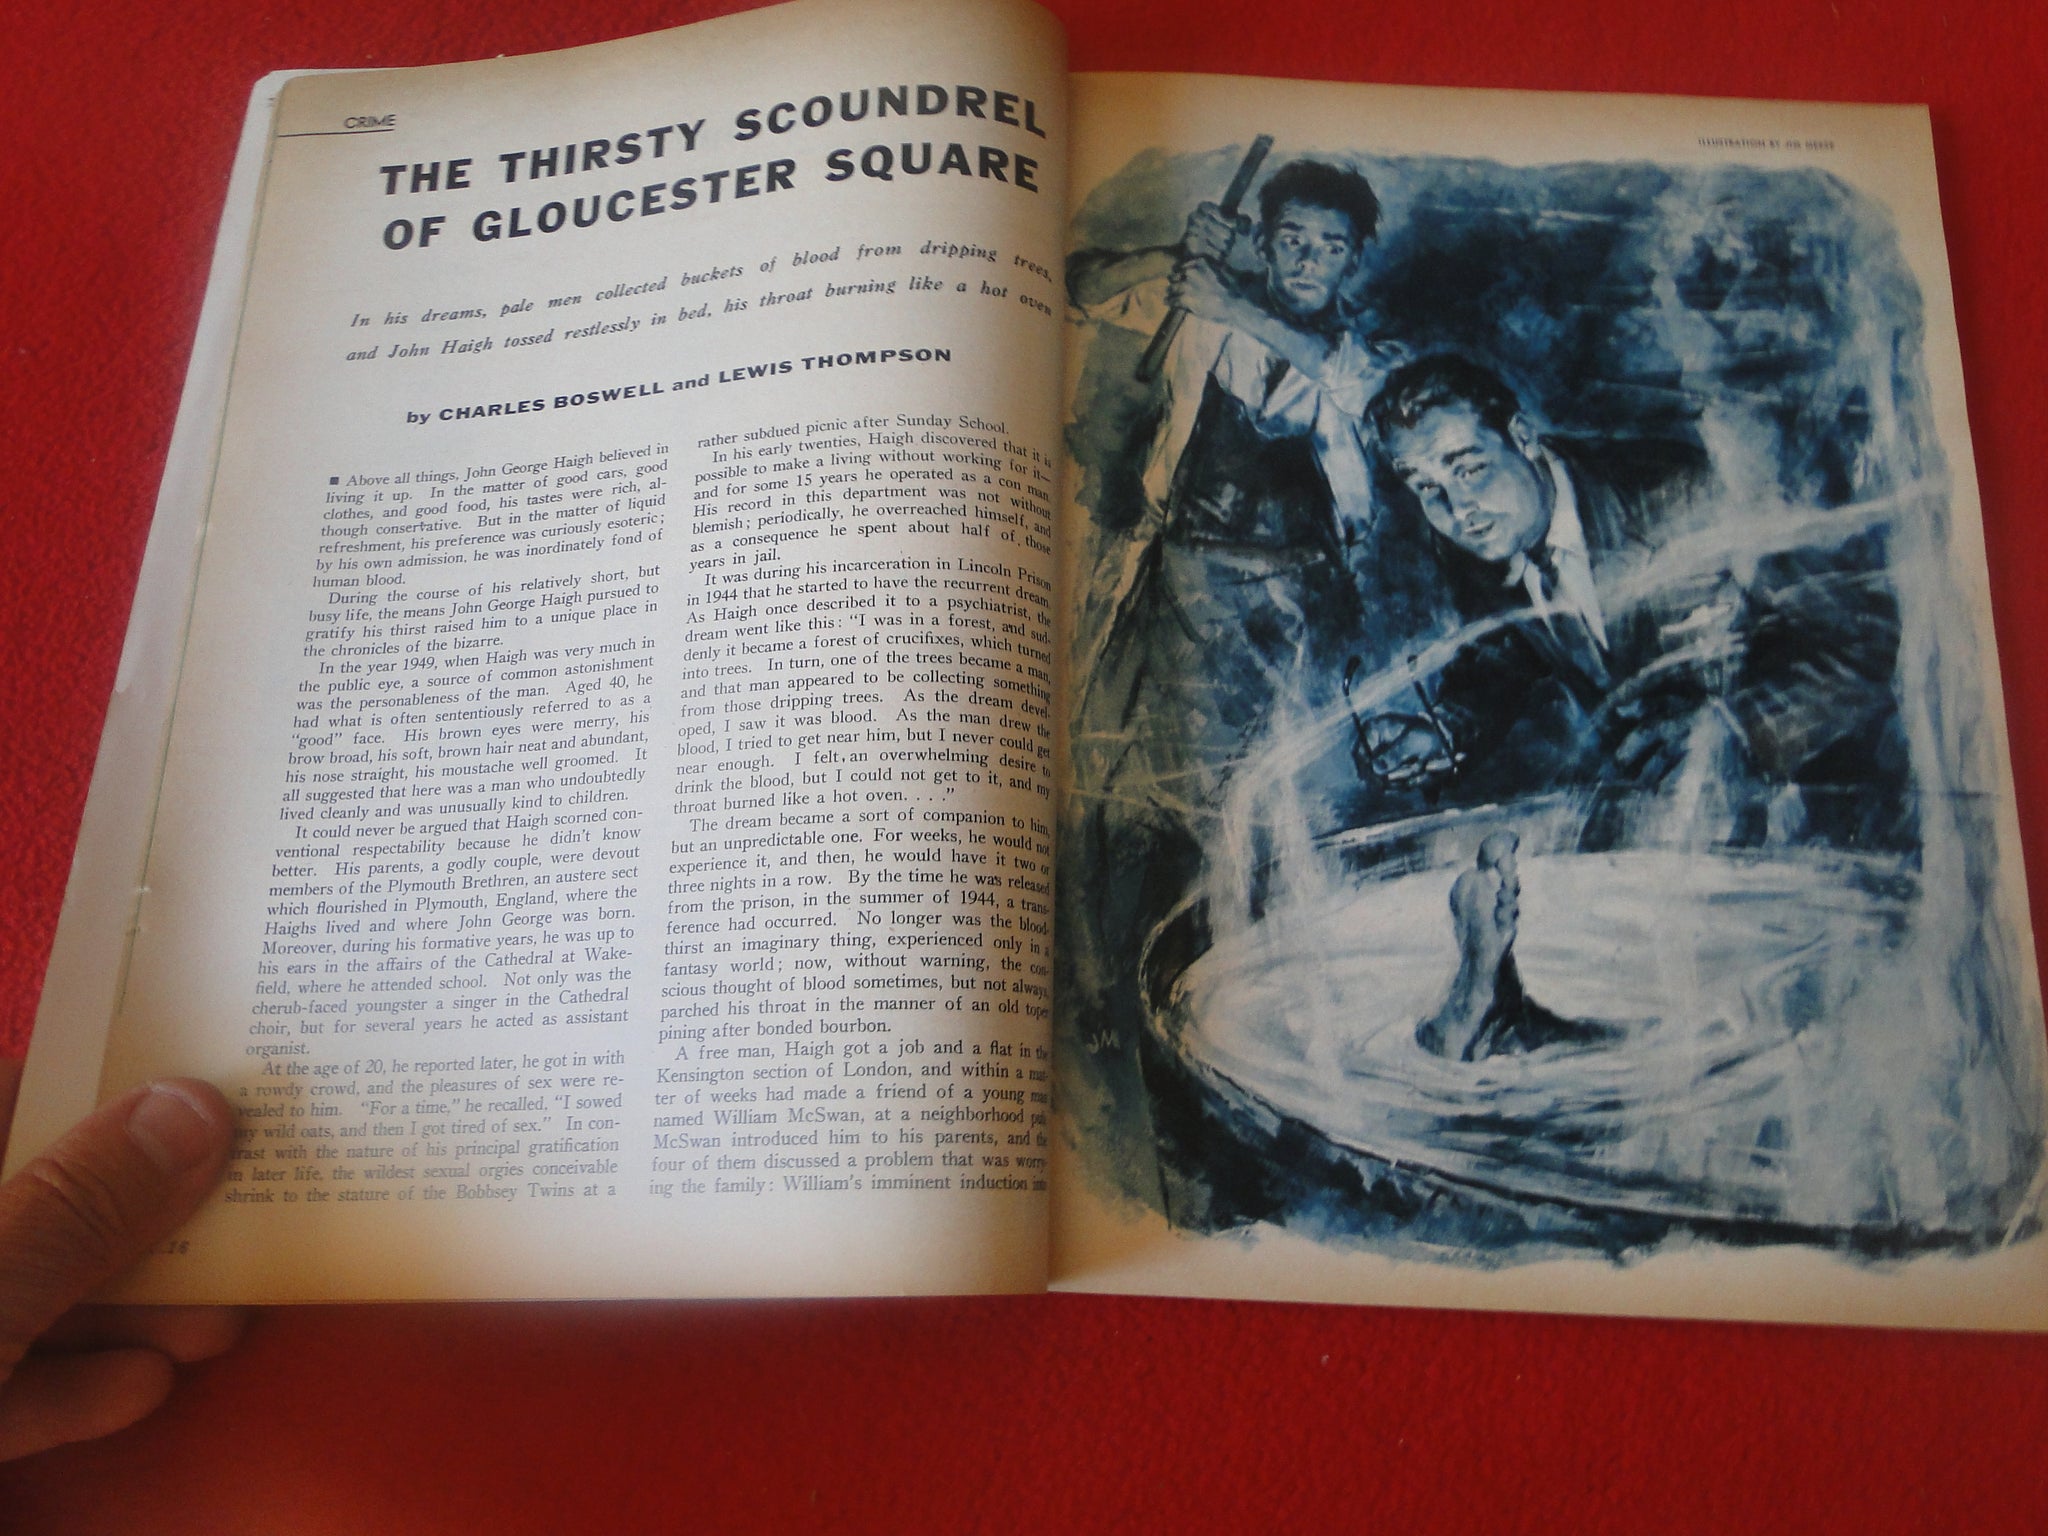 CRIME
THE THIRSTY SCOUNDREL
OF GLOUCESTER SQUARE
In his dreams, pale men collected buckets of blood from dripping trees,
and John Haigh tossed restlessly in bed, his throat burning like a hot oven
by CHARLES BOSWELL and LEWIS THOMPSON
■ Above all things, John George Haigh believed in
living it up. In the matter of good cars, good
clothes, and good food, his tastes were rich, al-
though conservative. But in the matter of liquid
refreshment, his preference was curiously esoteric;
by his own admission, he was inordinately fond of
human blood.
During the course of his relatively short, but
busy life, the means John George Haigh pursued to
gratify his thirst raised him to a unique place in
the chronicles of the bizarre.
In the year 1949, when Haigh was very much in
the public eye, a source of common astonishment
was the personableness of the man. Aged 40, he
had what is often sententiously referred to as a
"good" face. His brown eyes were merry, his
brow broad, his soft, brown hair neat and abundant,
his nose straight, his moustache well groomed. It
all suggested that here was a man who undoubtedly
lived cleanly and was unusually kind to children.
It could never be argued that Haigh scorned con-
ventional respectability because he didn't know
better. His parents, a godly couple, were devout
members of the Plymouth Brethren, an austere sect
which flourished in Plymouth, England, where the
Haighs lived and where John George was born.
Moreover, during his formative years, he was up to
his ears in the affairs of the Cathedral at Wake-
field, where he attended school. Not only was the
cherub-faced youngster a singer in the Cathedral
choir, but for several years he acted as assistant
organist.
At the age of 20, he reported later, he got in with
a rowdy crowd, and the pleasures of sex were re-
vealed to him. "For a time," he recalled, "I sowed
my wild oats, and then I got tired of sex." In con-
trast with the nature of his principal gratification
in later life, the wildest sexual orgies conceivable
shrink to the stature of the Bobbsey Twins at a
16
rather subdued picnic after Sunday School.
In his early twenties, Haigh discovered that it is
possible to make a living without working for it—
and for some 15 years he operated as a con man.
His record in this department was not without
blemish; periodically, he overreached himself, and
as a consequence he spent about half of those
years in jail.
It was during his incarceration in Lincoln Prison
in 1944 that he started to have the recurrent dream.
As Haigh once described it to a psychiatrist, the
dream went like this: "I was in a forest, and sud-
denly it became a forest of crucifixes, which turned
into trees. In turn, one of the trees became a man,
and that man appeared to be collecting something
from those dripping trees. As the dream devel-
oped, I saw it was blood. As the man drew the
blood, I tried to get near him, but I never could get
near enough. I felt an overwhelming desire to
drink the blood, but I could not get to it, and my
throat burned like a hot oven. . . ."
The dream became a sort of companion to him,
but an unpredictable one. For weeks, he would not
experience it, and then, he would have it two or
three nights in a row. By the time he was released
from the prison, in the summer of 1944, a trans-
ference had occurred. No longer was the blood-
thirst an imaginary thing, experienced only in a
fantasy world; now, without warning, the con-
scious thought of blood sometimes, but not always,
parched his throat in the manner of an old toper
pining after bonded bourbon.
A free man, Haigh got a job and a flat in the
Kensington section of London, and within a mat-
ter of weeks had made a friend of a young man
named William McSwan, at a neighborhood pub.
McSwan introduced him to his parents, and the
four of them discussed a problem that was worry-
ing the family: William's imminent induction into
ILLUSTRATION BY JIM
JM